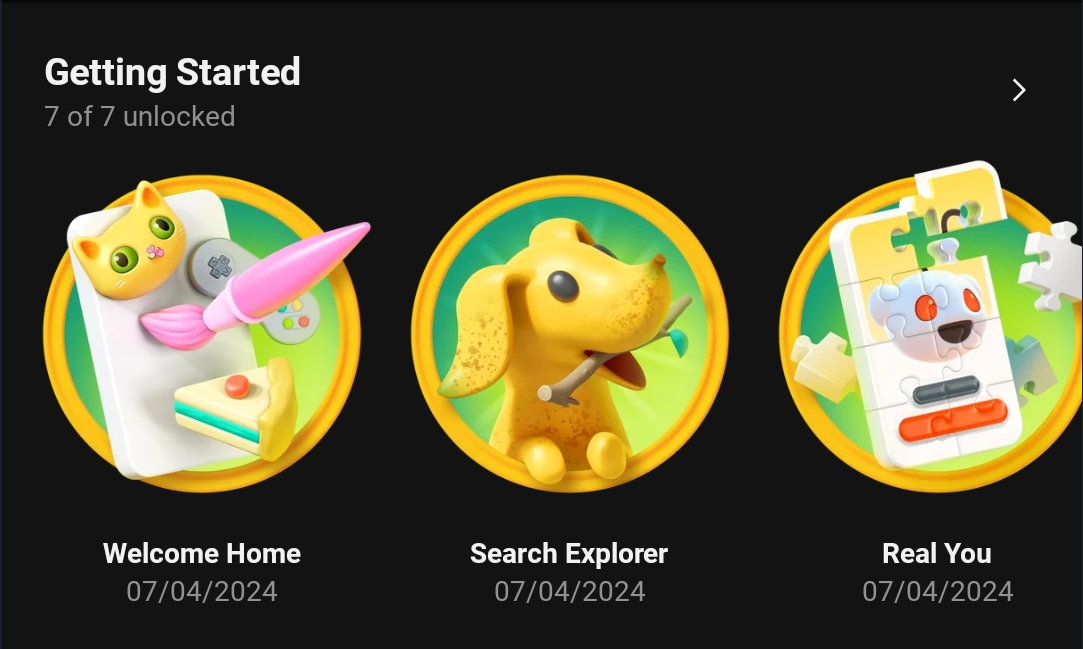 Getting Started
7 of 7 unlocked
Welcome Home
07/04/2024
Search Explorer
07/04/2024
Real You
07/04/2024